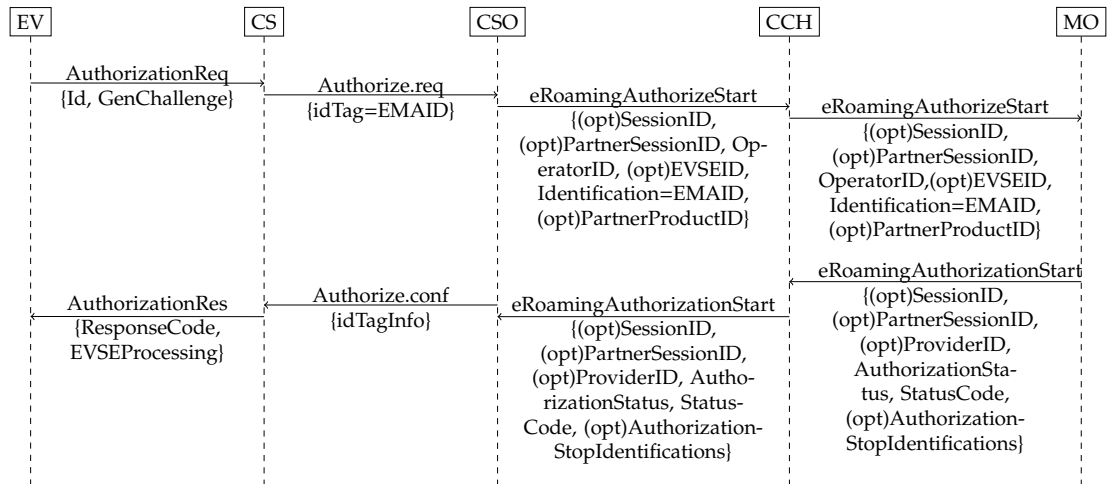 EV
CS
CSO
CCH
MO
AuthorizationReq
{Id, GenChallenge}
Authorize.req
{idTag=EMAID}
eRoamingAuthorizeStart
{(opt)SessionID,
(opt)PartnerSessionID, Op-
eratorID, (opt)EVSEID,
Identification=EMAID,
(opt)PartnerProductID}
eRoamingAuthorizeStart
{(opt)SessionID,
(opt)PartnerSessionID,
OperatorID,(opt)EVSEID,
Identification=EMAID,
(opt)PartnerProductID}
eRoamingAuthorizationStart
{(opt)SessionID,
(opt)PartnerSessionID,
(opt)ProviderID,
AuthorizationSta-
tus, StatusCode,
(opt)Authorization-
StopIdentifications}
eRoamingAuthorizationStart
{(opt)SessionID,
(opt)PartnerSessionID,
(opt)ProviderID, Autho-
rizationStatus, Status-
Code, (opt)Authorization-
StopIdentifications}
Authorize.conf
{idTagInfo}
AuthorizationRes
{ResponseCode,
EVSEProcessing}